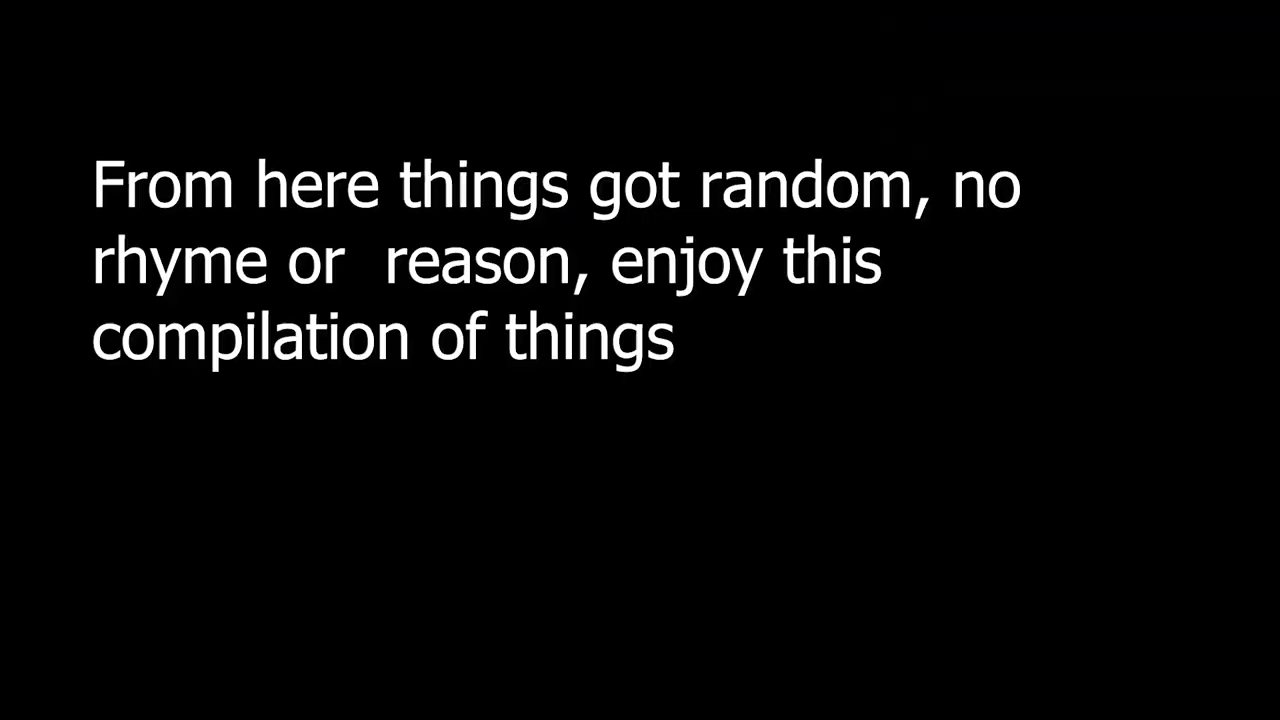 From here things got random, no
rhyme or  reason, enjoy this
compilation of things